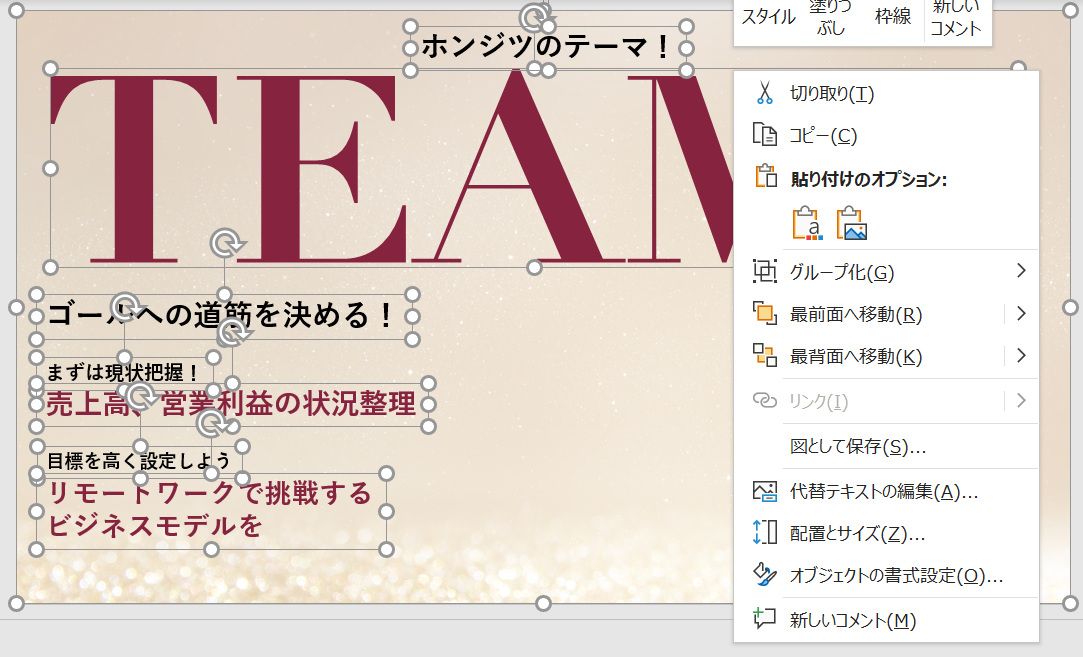 スタイル
塗りつ
ぶし
枠線
新しい
コメント
ホンジツのテーマ！
TEAM
ゴールへの道筋を決める！
まずは現状把握！
売上高、営業利益の状況整理
目標を高く設定しよう
リモートワークで挑戦する
ビジネスモデルを
切り取り(T)
コピー(C)
貼り付けのオプション:
a
グループ化(G)
最前面へ移動(R)
最背面へ移動(K)
リンク(I)
図として保存(S)...
代替テキストの編集(A)...
配置とサイズ(Z)...
オブジェクトの書式設定(O)...
新しいコメント(M)